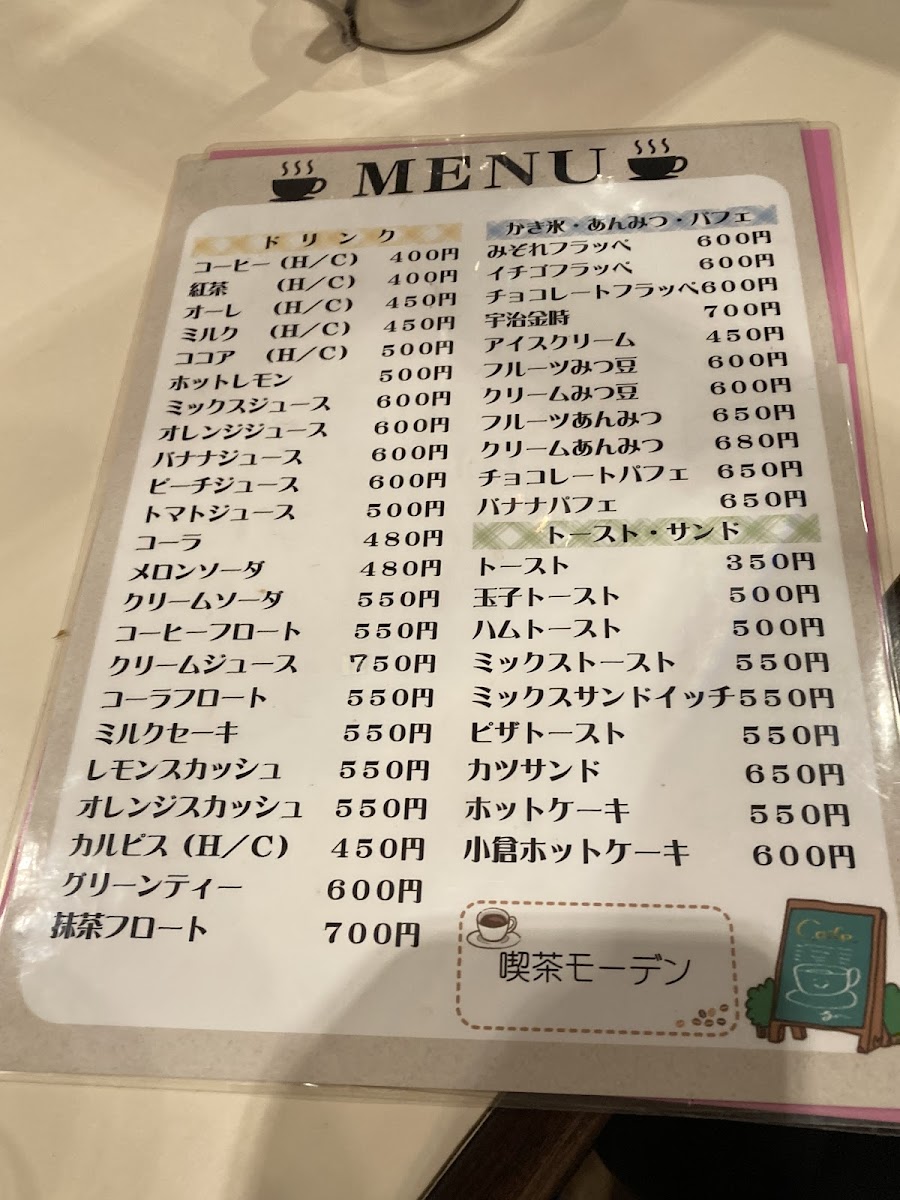 MENU
ドリンク
コーヒー (H/C) 400円
紅茶 (H/C) 400円
オーレ (H/C) 450円
ミルク (H/C) 450円
ココア (H/C) 500円
ホットレモン 500円
ミックスジュース 600円
オレンジジュース 600円
バナナジュース 600円
ピーチジュース 600円
トマトジュース 500円
コーラ 480円
メロンソーダ 480円
クリームソーダ 550円
コーヒーフロート 550円
クリームジュース 750円
コーラフロート 550円
ミルクセーキ 550円
レモンスカッシュ 550円
オレンジスカッシュ 550円
カルピス (H/C) 450円
グリーンティー 600円
抹茶フロート 700円
かき氷・あんみつ・パフェ
みぞれフラッペ 600円
イチゴフラッペ 600円
チョコレートフラッペ 600円
宇治金時 700円
アイスクリーム 450円
フルーツみつ豆 600円
クリームみつ豆 600円
フルーツあんみつ 650円
クリームあんみつ 680円
チョコレートパフェ 650円
バナナパフェ 650円
トースト・サンド
トースト 350円
玉子トースト 500円
ハムトースト 500円
ミックストースト 550円
ミックスサンドイッチ 550円
ピザトースト 550円
カツサンド 650円
ホットケーキ 550円
小倉ホットケーキ 600円
喫茶モーデン
Cafe